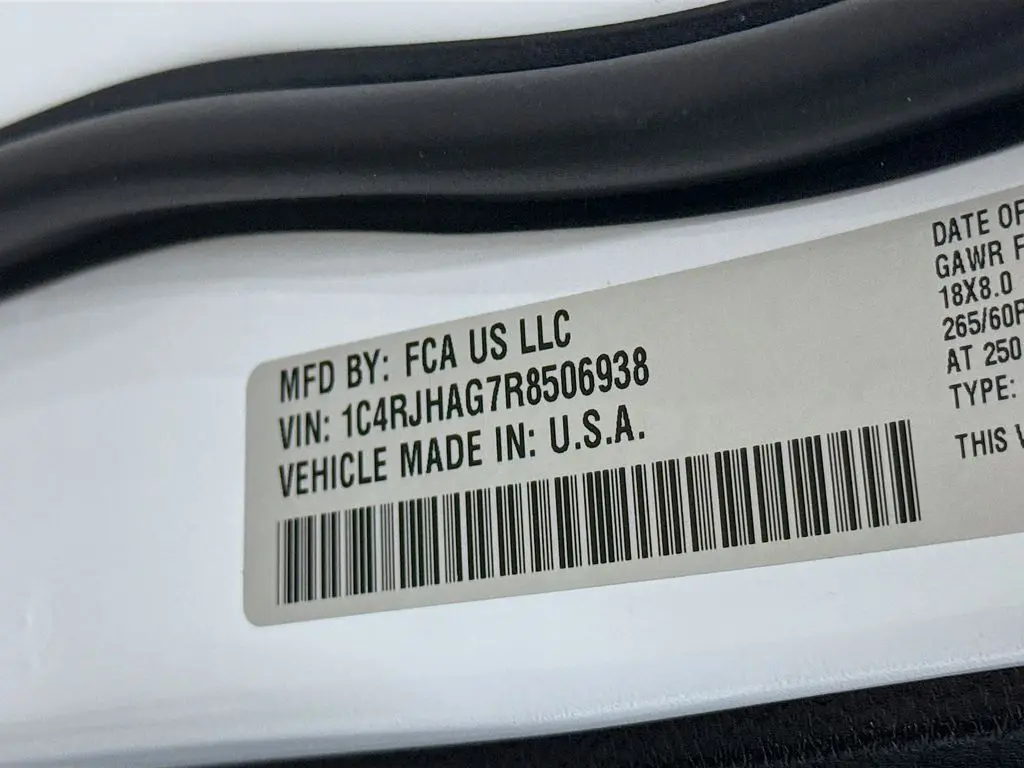 MFD BY: FCA US LLC
VIN: 1C4RJHAG7R8506938
VEHICLE MADE IN: U.S.A.
DATE OF
GAWR F
18X8.0
265/60R
AT 250
TYPE:
THIS V